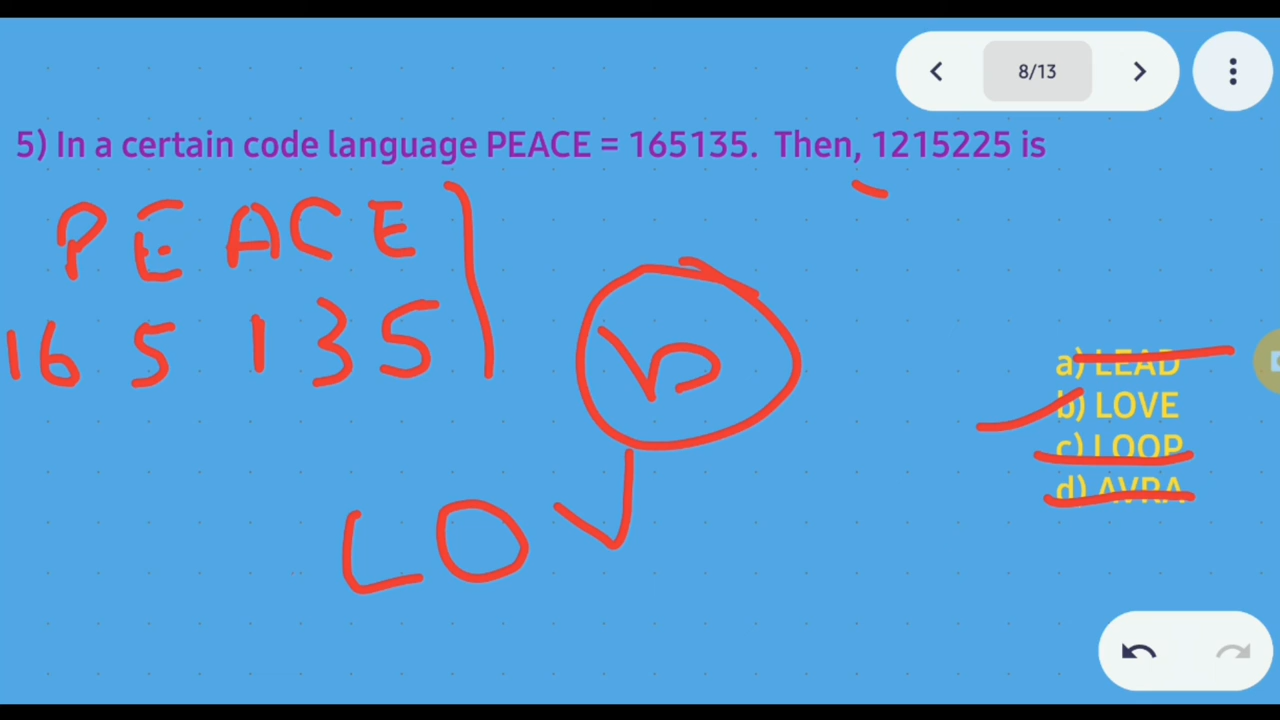 8/13
5) In a certain code language PEACE = 165135. Then, 1215225 is
P E A C E
16 5 1 3 5
a) LEAD
b) LOVE
c) LOOP
d) AVRA
b
LOV